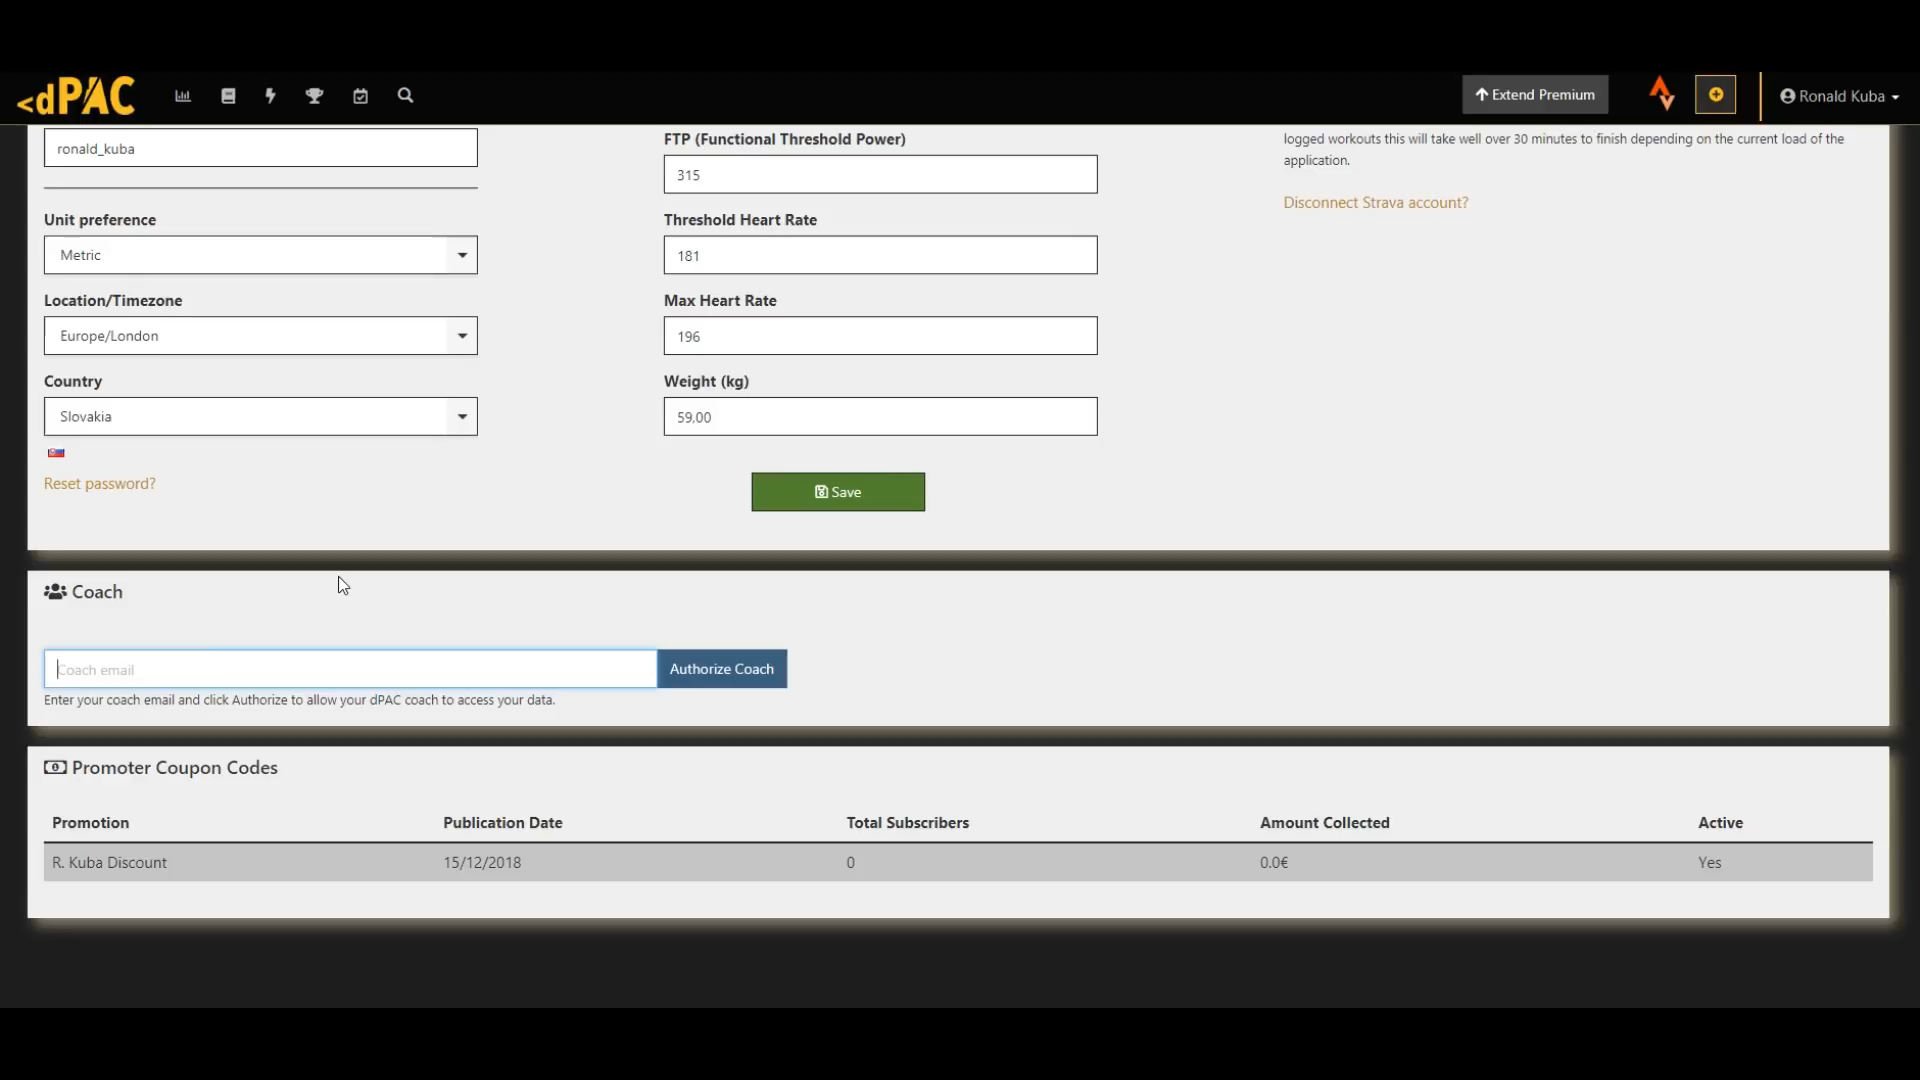 <dPAC
Extend Premium
Ronald Kuba
ronald_kuba
Unit preference
Metric
Location/Timezone
Europe/London
Country
Slovakia
Reset password?
FTP (Functional Threshold Power)
315
Threshold Heart Rate
181
Max Heart Rate
196
Weight (kg)
59,00
Save
logged workouts this will take well over 30 minutes to finish depending on the current load of the
application.
Disconnect Strava account?
Coach
Coach email
Authorize Coach
Enter your coach email and click Authorize to allow your dPAC coach to access your data.
Promoter Coupon Codes
Promotion Publication Date Total Subscribers Amount Collected Active
R. Kuba Discount 15/12/2018 0 0.0€ Yes